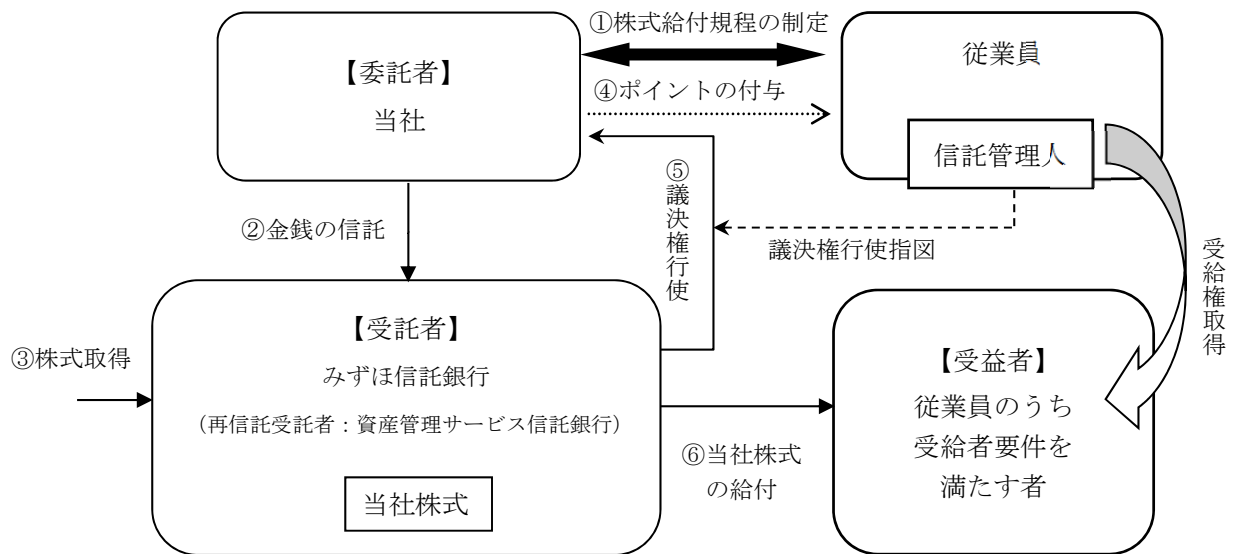 ①株式給付規程の制定
【委託者】
当社
従業員
④ポイントの付与
信託管理人
⑤議決権行使
②金銭の信託
議決権行使指図
受給権取得
【受託者】
みずほ信託銀行
(再信託受託者：資産管理サービス信託銀行)
当社株式
③株式取得
⑥当社株式
の給付
【受益者】
従業員のうち
受給者要件を
満たす者